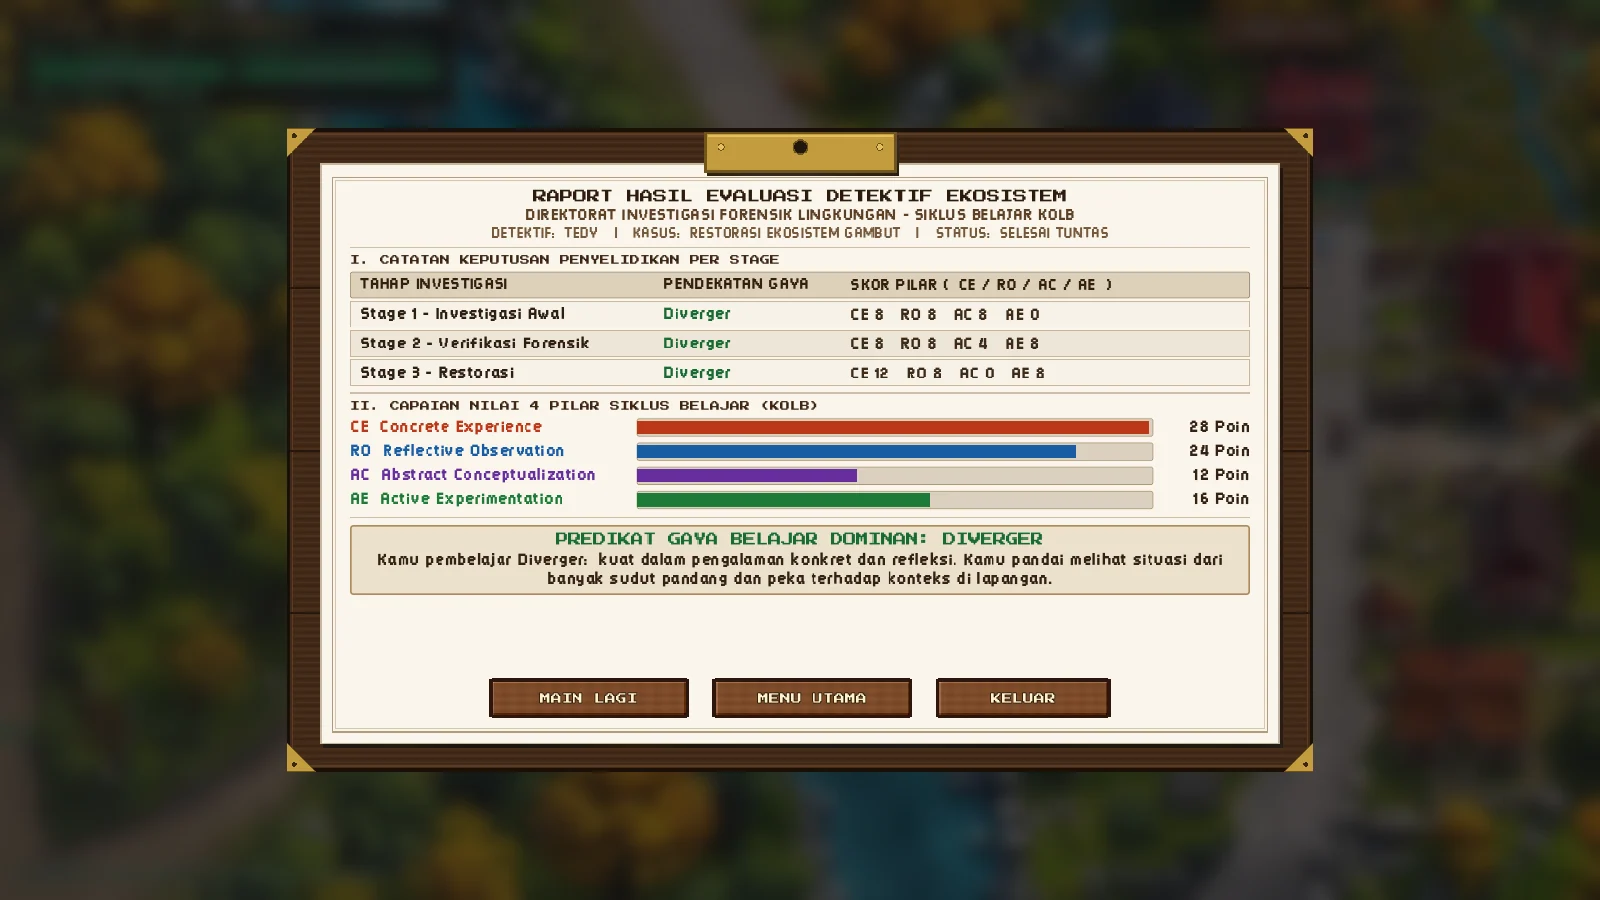 RAPORT HASIL EVALUASI DETEKTIF EKOSISTEM
DIREKTORAT INVESTIGASI FORENSIK LINGKUNGAN - SIKLUS BELAJAR KOLB
DETEKTIF: TEDY | KASUS: RESTORASI EKOSISTEM GAMBUT | STATUS: SELESAI TUNTAS
I. CATATAN KEPUTUSAN PENYELIDIKAN PER STAGE
TAHAP INVESTIGASI PENDEKATAN GAYA SKOR PILAR ( CE / RO / AC / AE )
Stage 1 - Investigasi Awal Diverger CE 8 RO 8 AC 8 AE 0
Stage 2 - Verifikasi Forensik Diverger CE 8 RO 8 AC 4 AE 8
Stage 3 - Restorasi Diverger CE 12 RO 8 AC 0 AE 8
II. CAPAIAN NILAI 4 PILAR SIKLUS BELAJAR (KOLB)
CE Concrete Experience 28 Poin
RO Reflective Observation 24 Poin
AC Abstract Conceptualization 12 Poin
AE Active Experimentation 16 Poin
PREDIKAT GAYA BELAJAR DOMINAN: DIVERGER
Kamu pembelajar Diverger: kuat dalam pengalaman konkret dan refleksi. Kamu pandai melihat situasi dari
banyak sudut pandang dan peka terhadap konteks di lapangan.
MAIN LAGI MENU UTAMA KELUAR